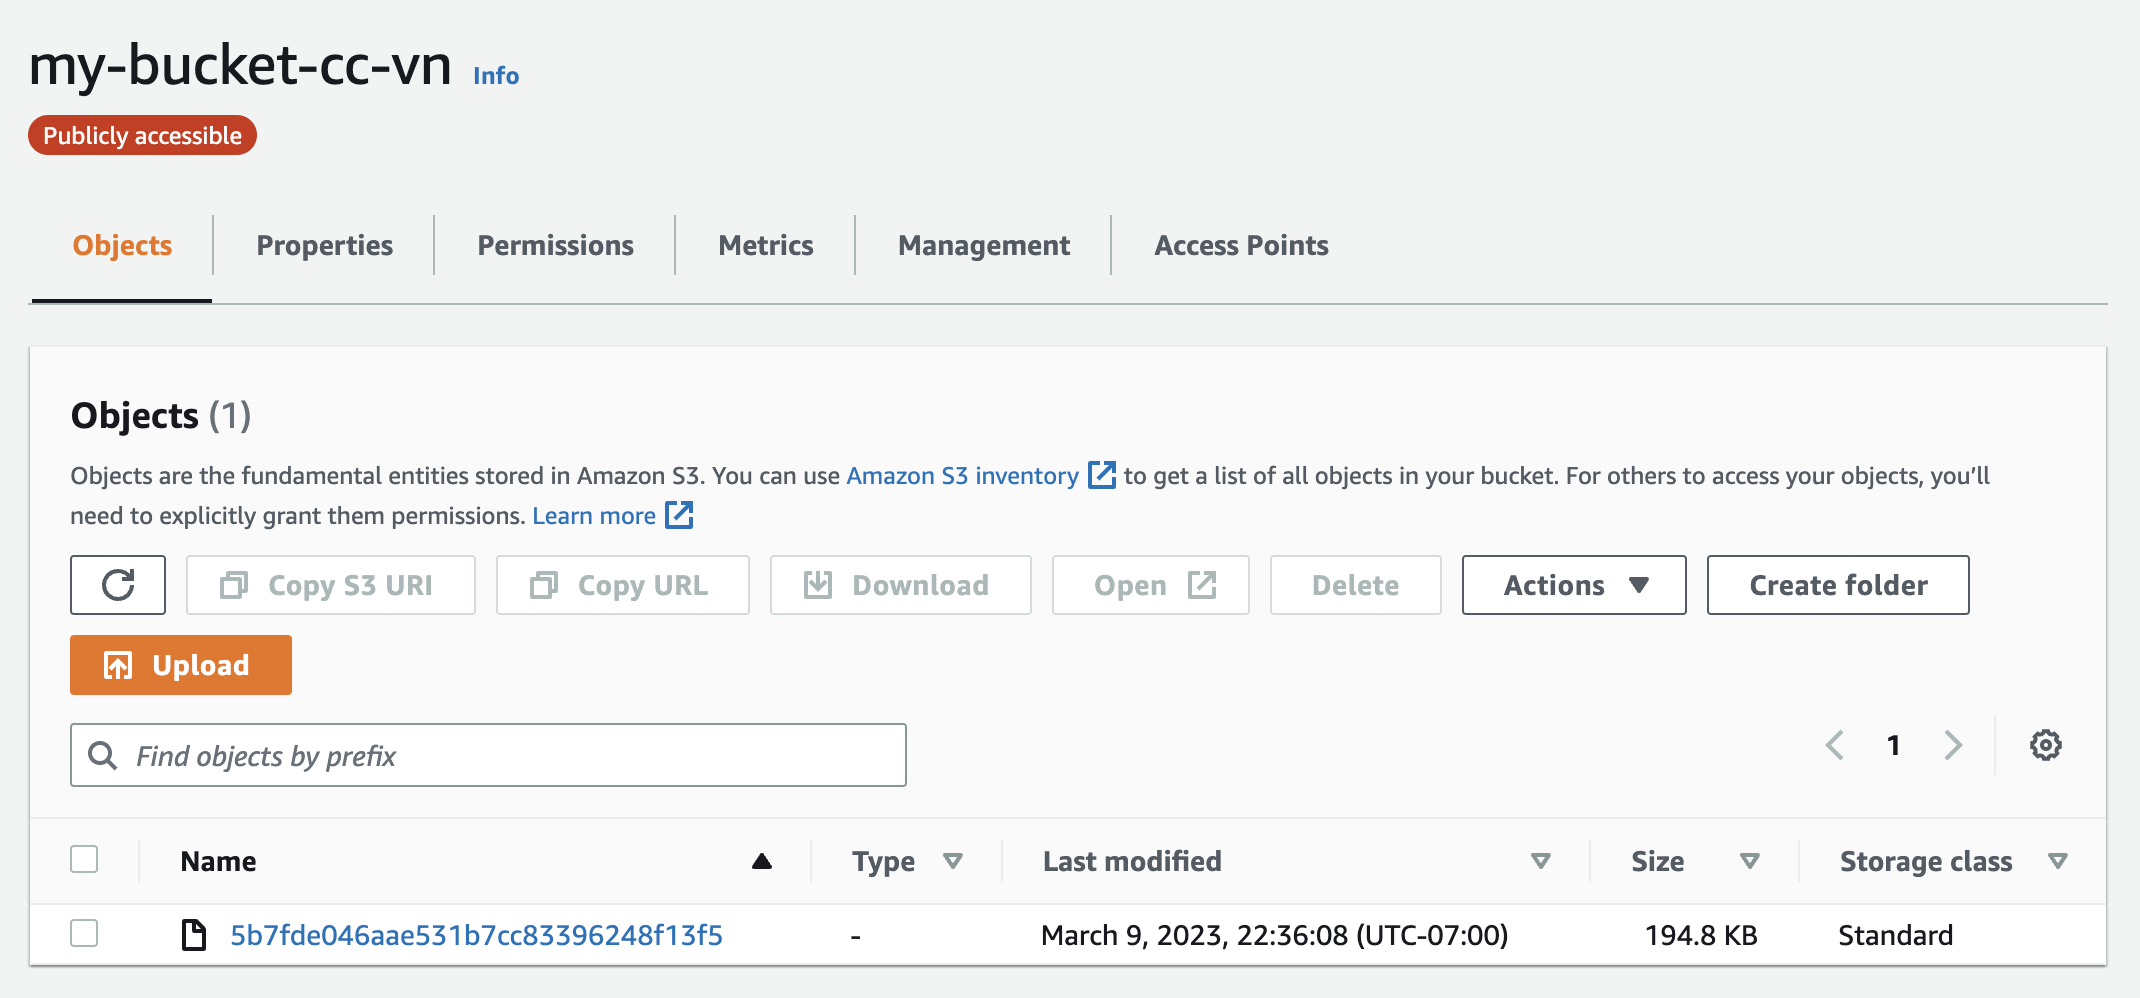 my-bucket-cc-vn Info
Publicly accessible
Objects Properties Permissions Metrics Management Access Points
Objects (1)
Objects are the fundamental entities stored in Amazon S3. You can use Amazon S3 inventory to get a list of all objects in your bucket. For others to access your objects, you’ll
need to explicitly grant them permissions. Learn more
Copy S3 URI Copy URL Download Open Delete Actions Create folder
Upload
Find objects by prefix 1
Name Type Last modified Size Storage class
5b7fde046aae531b7cc83396248f13f5 - March 9, 2023, 22:36:08 (UTC-07:00) 194.8 KB Standard